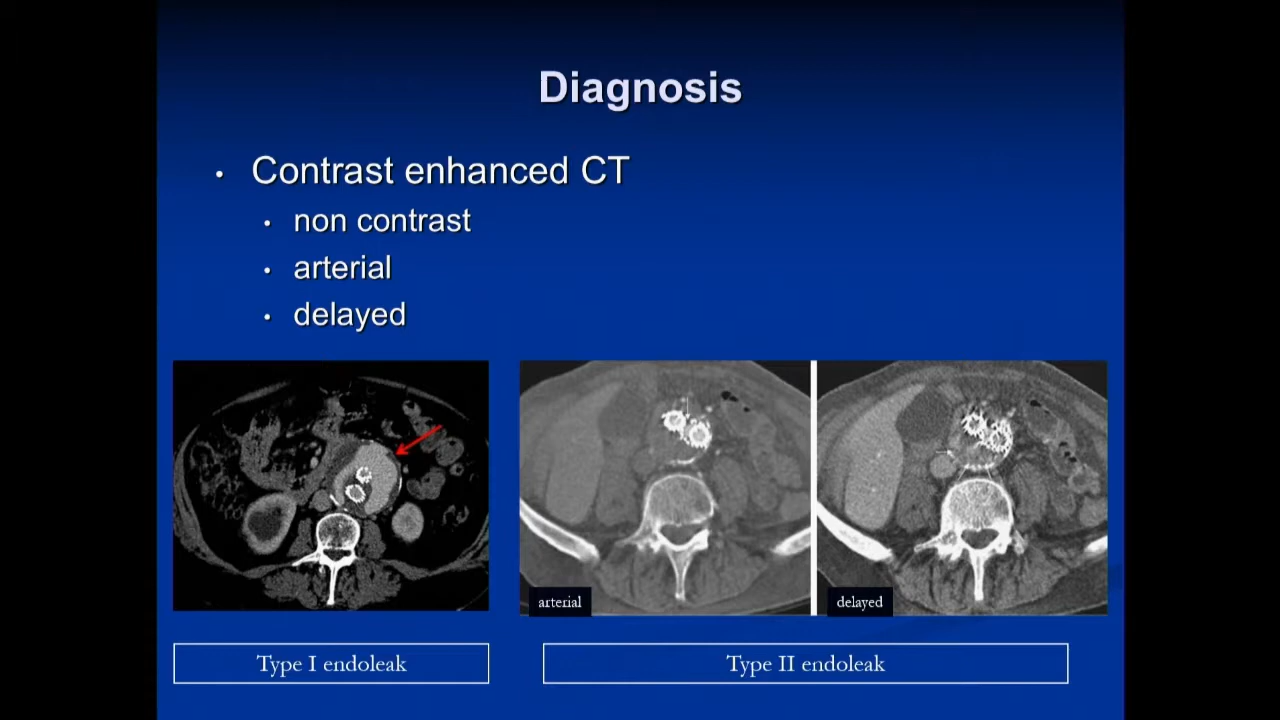 Diagnosis
• Contrast enhanced CT
• non contrast
• arterial
• delayed
arterial
delayed
Type I endoleak
Type II endoleak